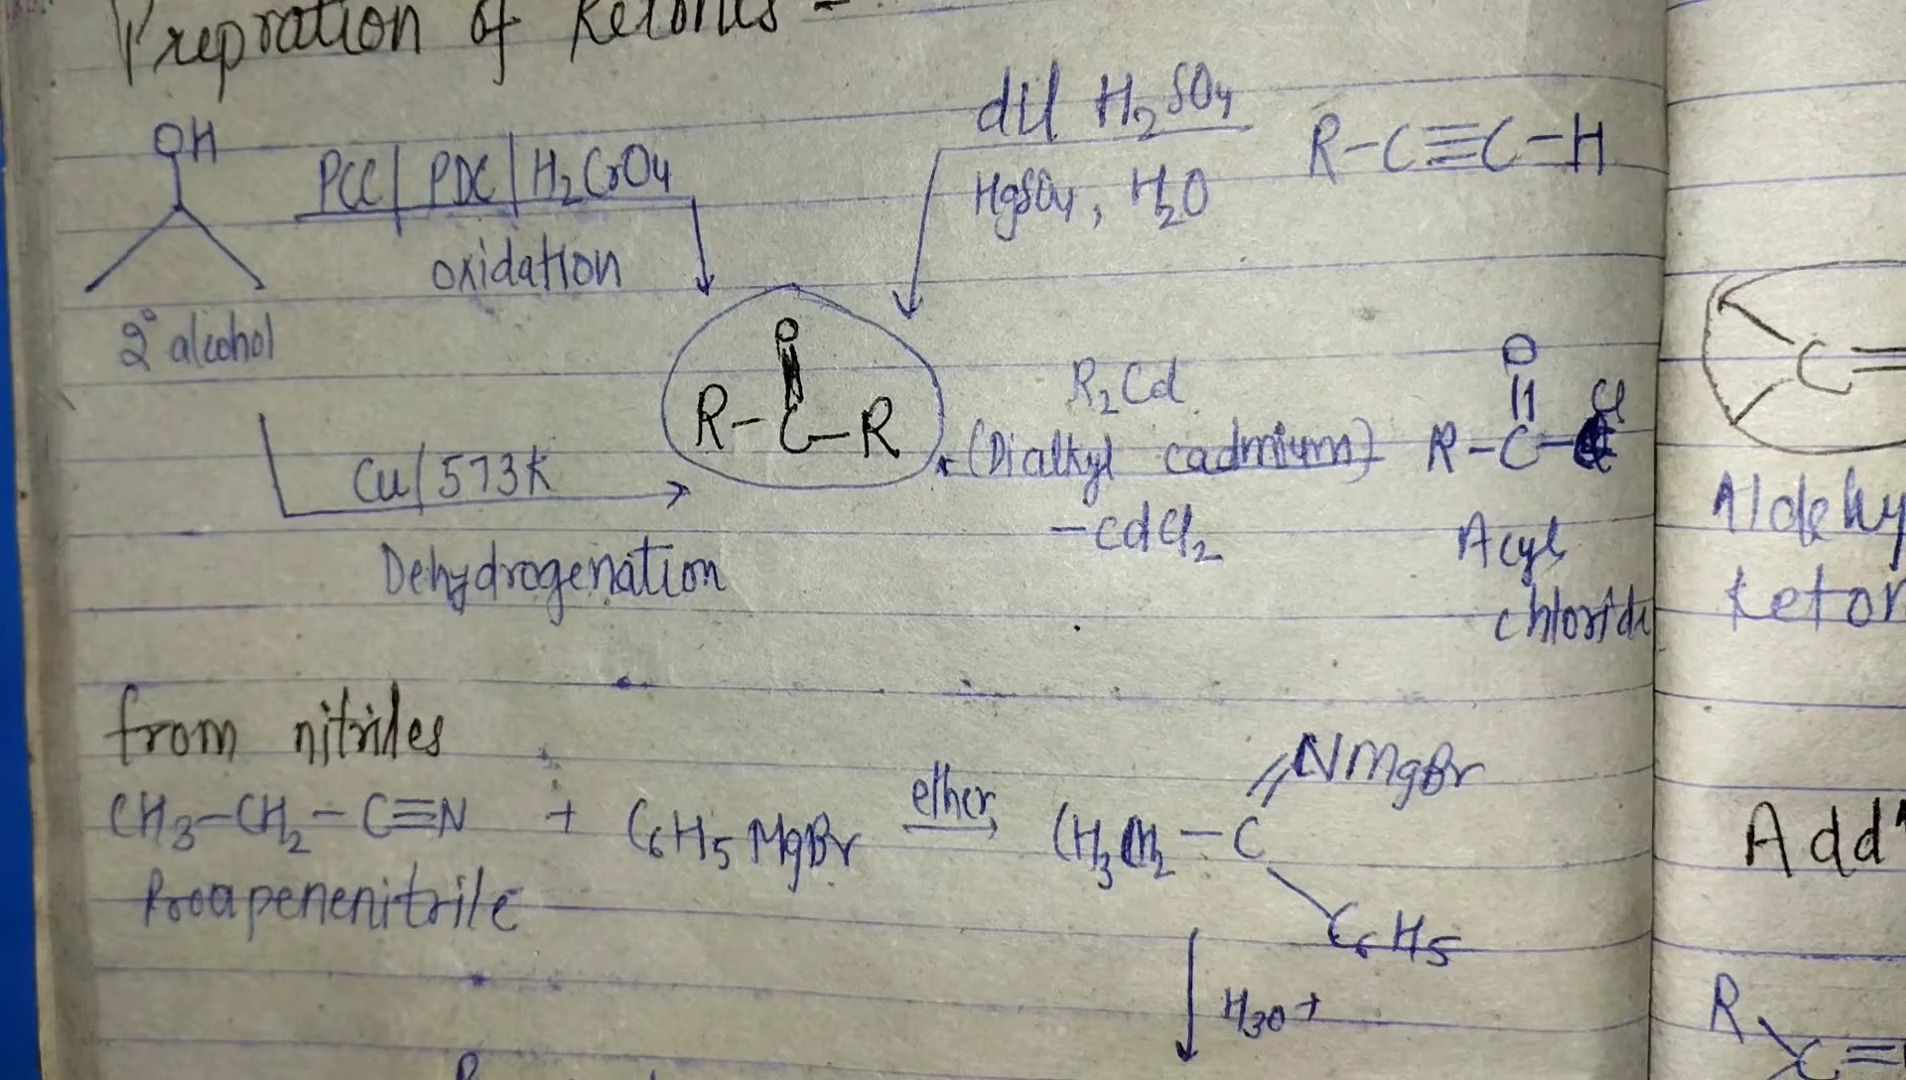 Prepration of Ketones -
OH
PCC | PDC | H₂CrO₄
oxidation
2° alcohol
dil H₂SO₄
HgSO₄, H₂O
R-C≡C-H
O
R-C-R
Cu/573K
Dehydrogenation
R₂Cd
(Dialkyl cadmium)
-CdCl₂
O
R-C-Cl
Acyl
chloride
from nitriles
CH₃-CH₂-C≡N + C₆H₅MgBr
ether
CH₃CH₂-C
=NMgBr
C₆H₅
Proapenenitrile
H₃O+
C=
Aldehy
Ketor
Add
R
C=